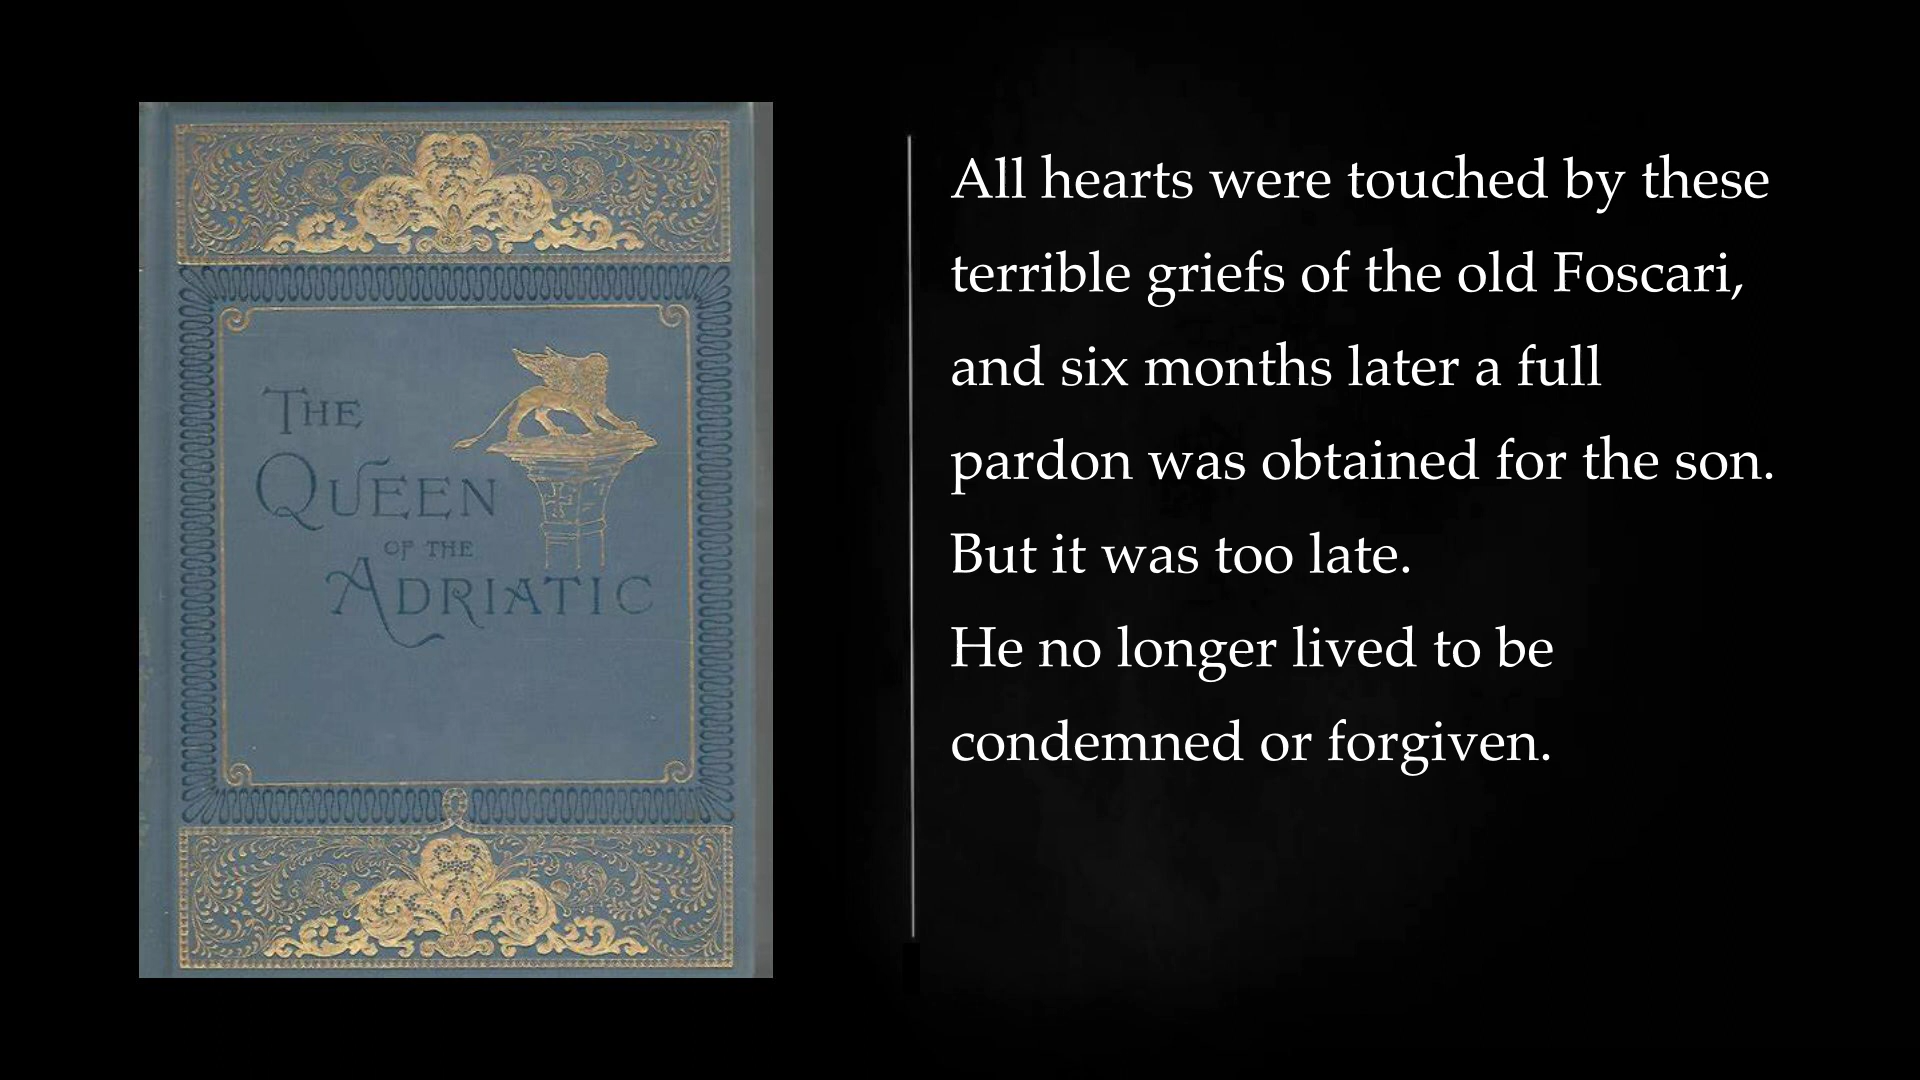 THE
QUEEN
OF THE
ADRIATIC
All hearts were touched by these
terrible griefs of the old Foscari,
and six months later a full
pardon was obtained for the son.
But it was too late.
He no longer lived to be
condemned or forgiven.